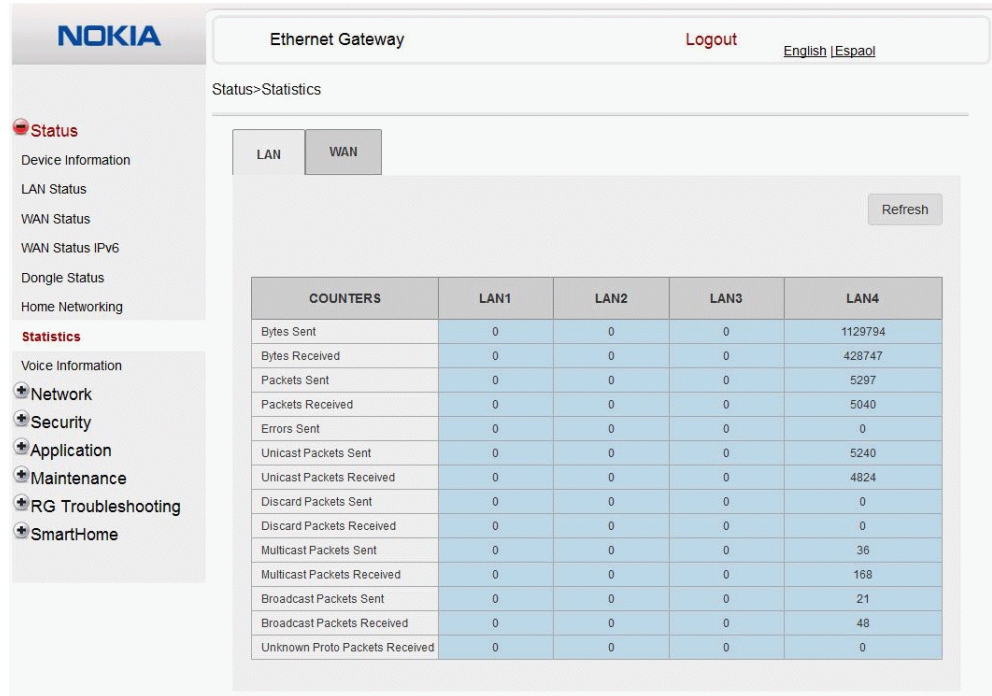 NOKIA
Ethernet Gateway
Logout
English | Espaol
Status>Statistics
Status
Device Information
LAN Status
WAN Status
WAN Status IPv6
Dongle Status
Home Networking
Statistics
Voice Information
Network
Security
Application
Maintenance
RG Troubleshooting
SmartHome
LAN WAN
Refresh
COUNTERS LAN1 LAN2 LAN3 LAN4
Bytes Sent 0 0 0 1129794
Bytes Received 0 0 0 428747
Packets Sent 0 0 0 5297
Packets Received 0 0 0 5040
Errors Sent 0 0 0 0
Unicast Packets Sent 0 0 0 5240
Unicast Packets Received 0 0 0 4824
Discard Packets Sent 0 0 0 0
Discard Packets Received 0 0 0 0
Multicast Packets Sent 0 0 0 36
Multicast Packets Received 0 0 0 168
Broadcast Packets Sent 0 0 0 21
Broadcast Packets Received 0 0 0 48
Unknown Proto Packets Received 0 0 0 0